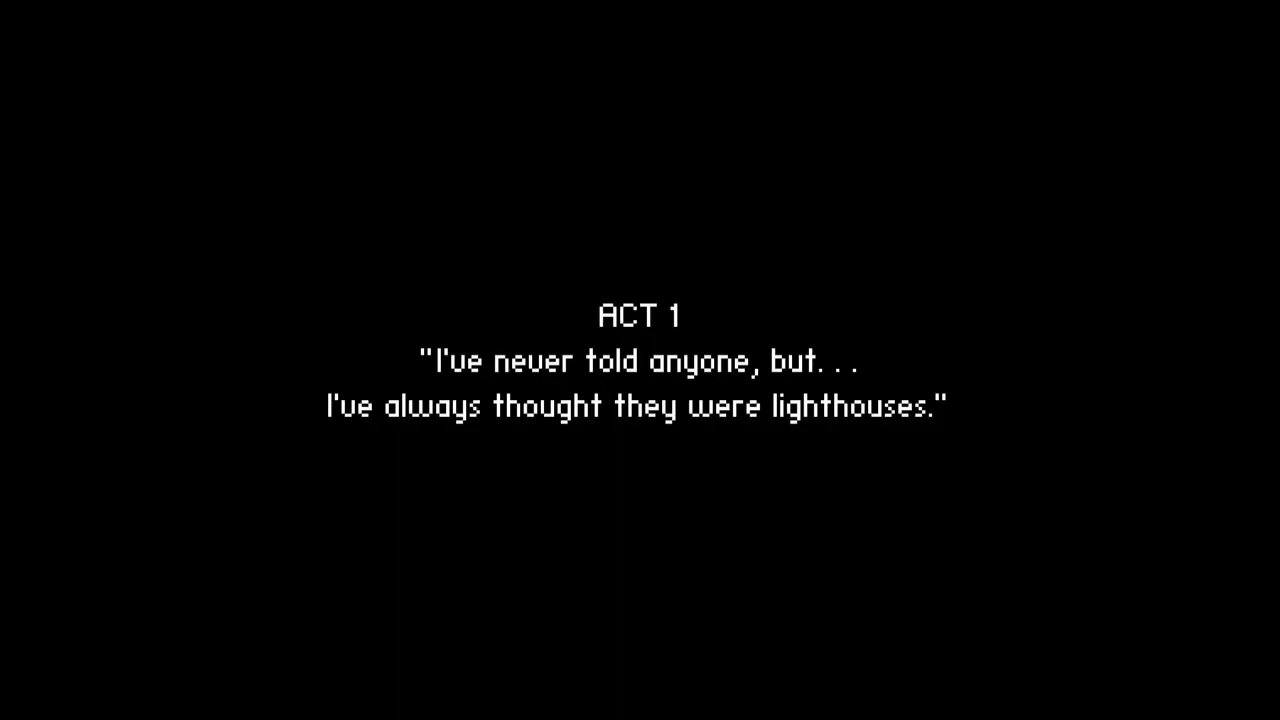 ACT 1
"I've never told anyone, but. . .
I've always thought they were lighthouses."